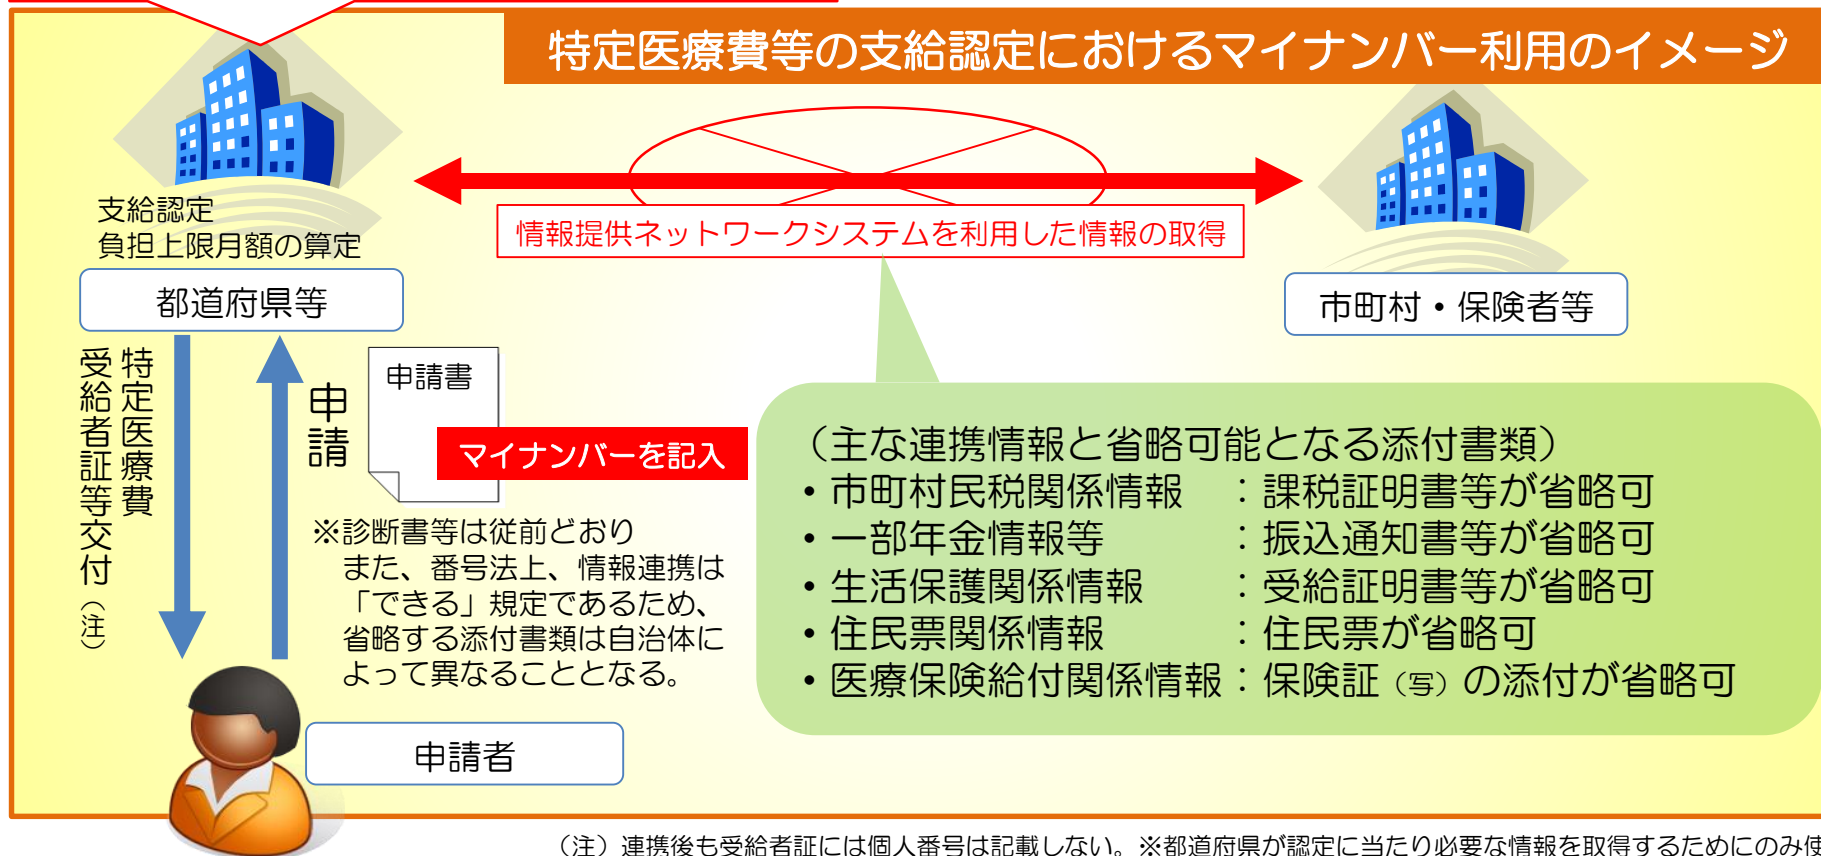 特定医療費等の支給認定におけるマイナンバー利用のイメージ
支給認定
負担上限月額の算定
都道府県等
情報提供ネットワークシステムを利用した情報の取得
市町村・保険者等
特定医療費
受給者証等交付（注）
申請
申請書
マイナンバーを記入
※診断書等は従前どおり
また、番号法上、情報連携は
「できる」規定であるため、
省略する添付書類は自治体に
よって異なることとなる。
（主な連携情報と省略可能となる添付書類）
・市町村民税関係情報　：課税証明書等が省略可
・一部年金情報等　　　：振込通知書等が省略可
・生活保護関係情報　　：受給証明書等が省略可
・住民票関係情報　　　：住民票が省略可
・医療保険給付関係情報：保険証（写）の添付が省略可
申請者
（注）連携後も受給者証には個人番号は記載しない。※都道府県が認定に当たり必要な情報を取得するためにのみ使